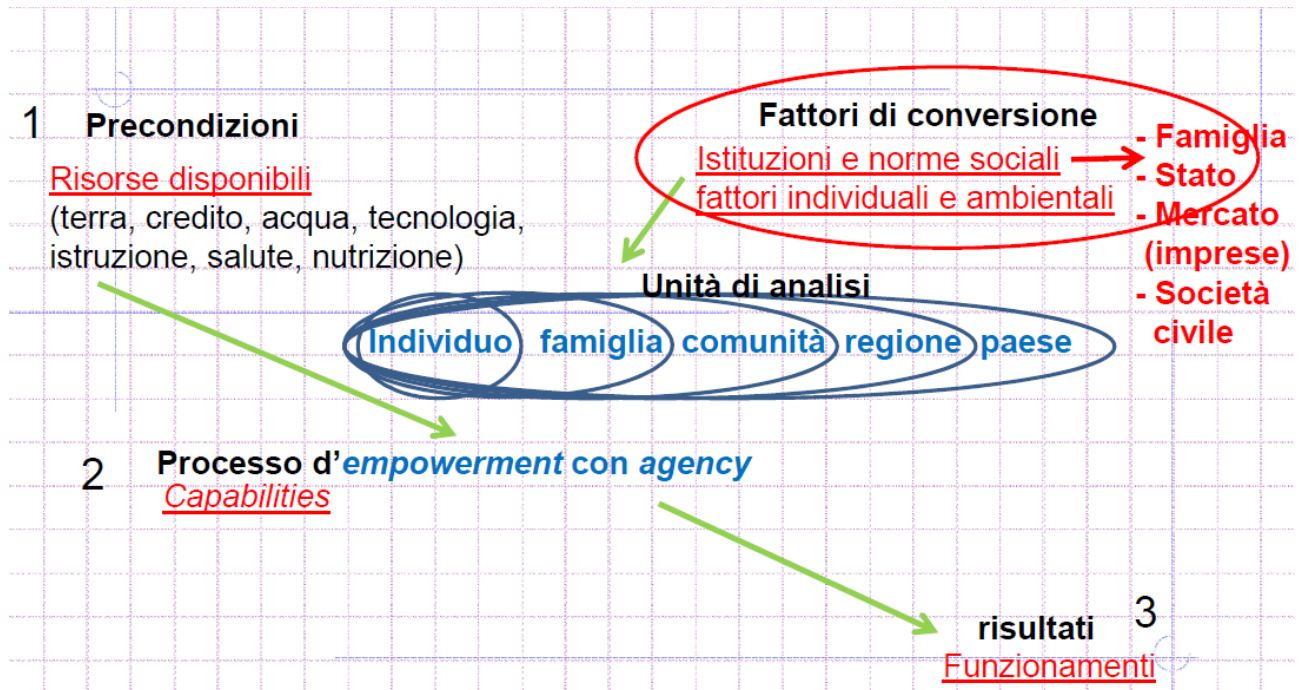 1 Precondizioni
Risorse disponibili
(terra, credito, acqua, tecnologia,
istruzione, salute, nutrizione)
Fattori di conversione
Istituzioni e norme sociali
fattori individuali e ambientali
- Famiglia
- Stato
- Mercato
(imprese)
- Società
civile
Unità di analisi
Individuo famiglia comunità regione paese
2 Processo d'empowerment con agency
Capabilities
3
risultati
Funzionamenti